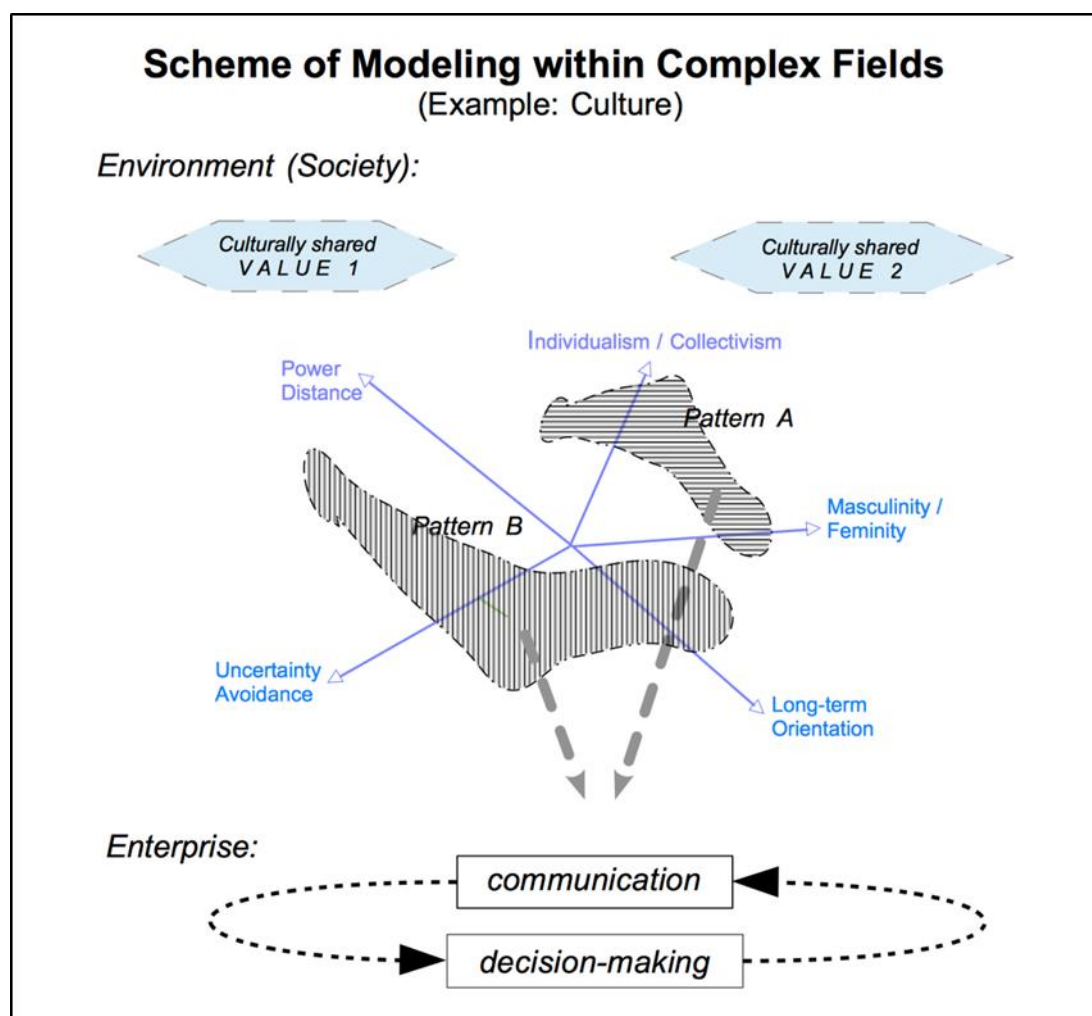 Scheme of Modeling within Complex Fields
(Example: Culture)
Environment (Society):
Culturally shared
VALUE 1
Culturally shared
VALUE 2
Individualism / Collectivism
Power
Distance
Pattern A
Masculinity /
Feminity
Pattern B
Uncertainty
Avoidance
Long-term
Orientation
Enterprise:
communication
decision-making